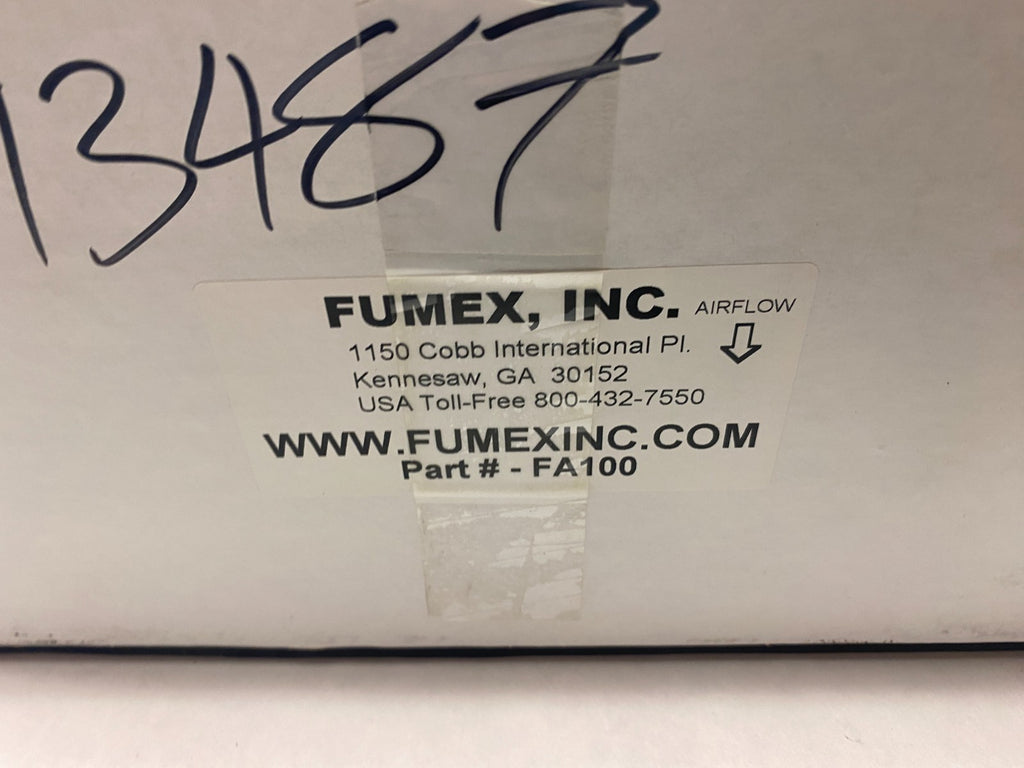 13487
FUMEX, INC. AIRFLOW
1150 Cobb International Pl.
Kennesaw, GA 30152
USA Toll-Free 800-432-7550
WWW.FUMEXINC.COM
Part # - FA100